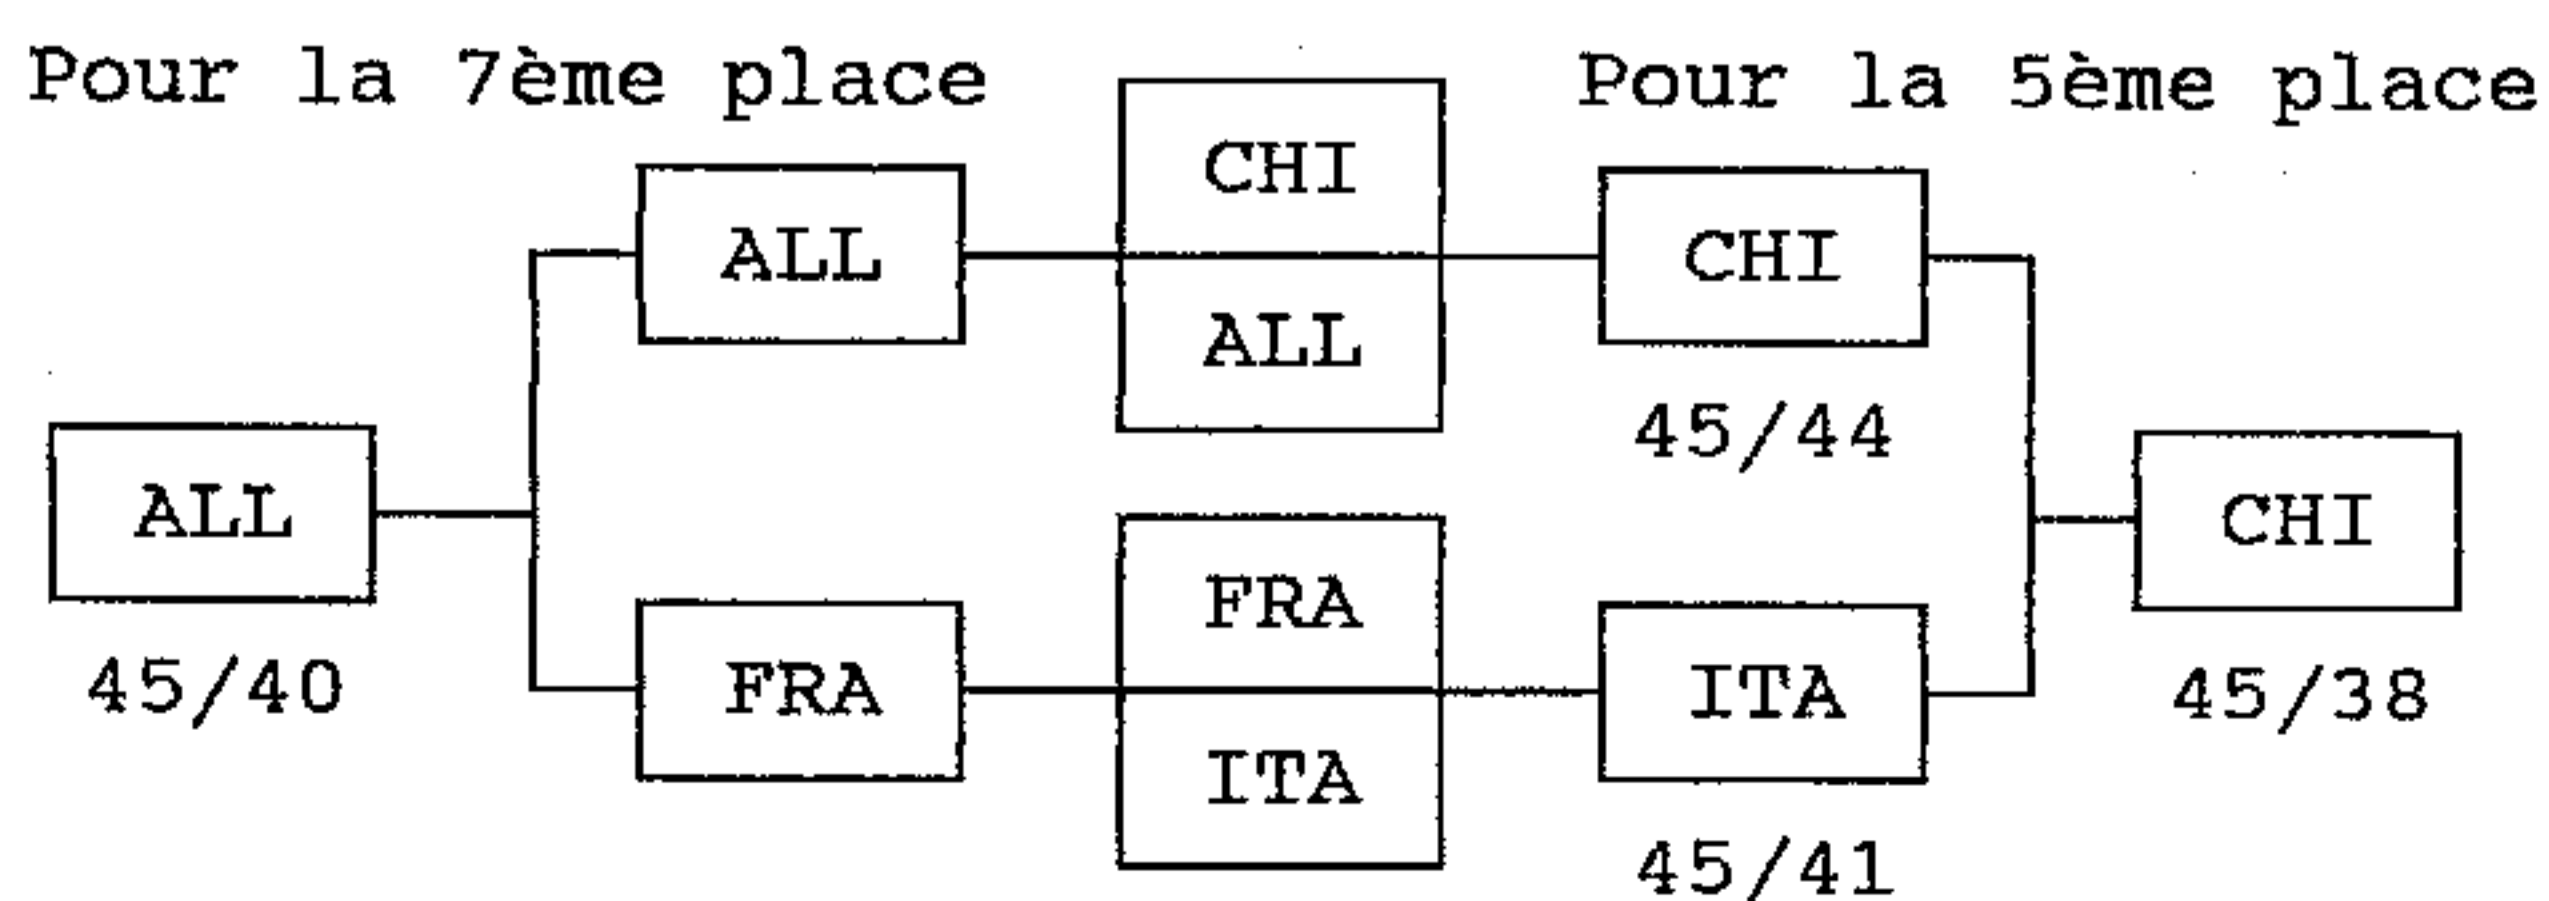 Pour la 7ème place
Pour la 5ème place
CHI
ALL
CHI
ALL
45/44
ALL
CHI
45/40
FRA
FRA
ITA
45/38
ITA
45/41